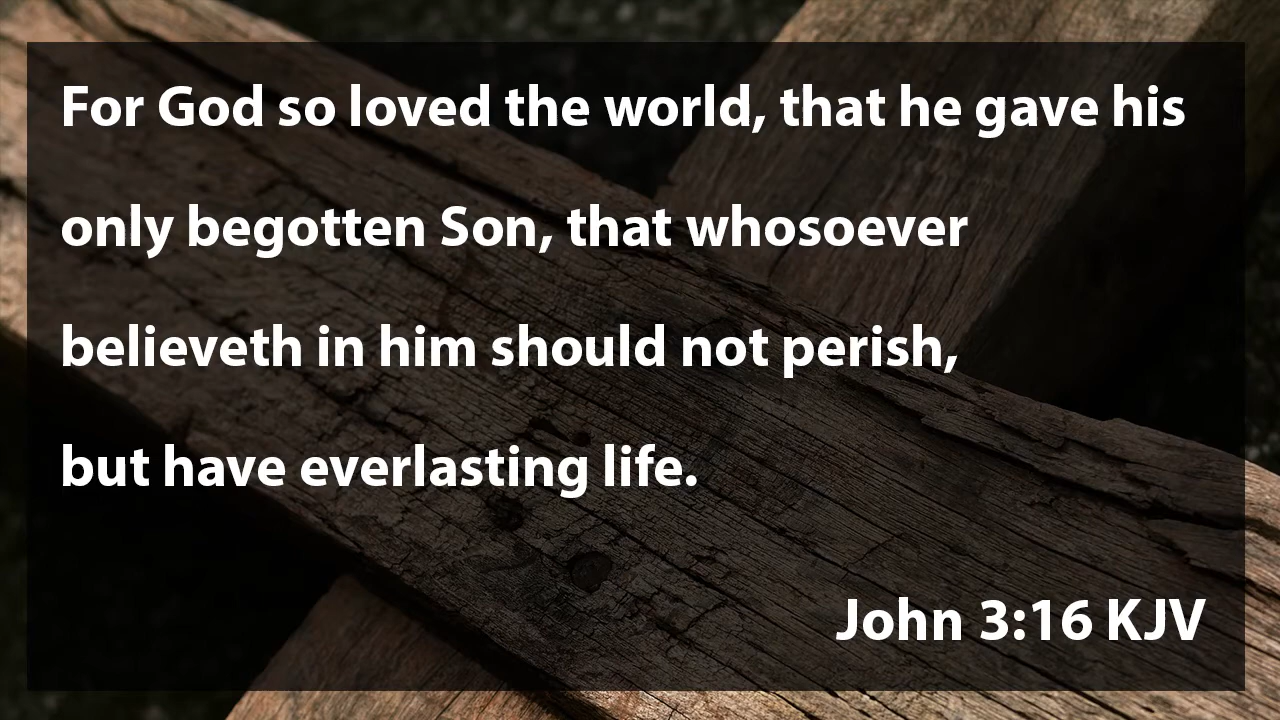 For God so loved the world, that he gave his
only begotten Son, that whosoever
believeth in him should not perish,
but have everlasting life.
John 3:16 KJV